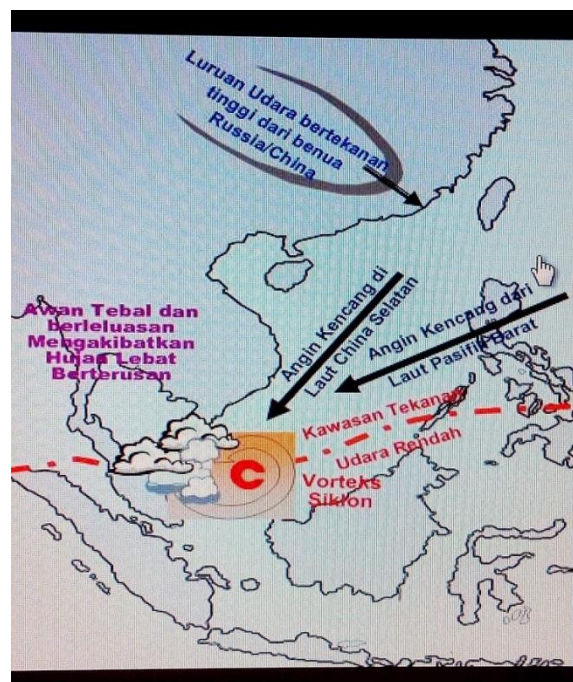 Luruan Udara bertekanan
tinggi dari benua
Russia/China
Awan Tebal dan
berleluasan
Mengakibatkan
Hujan Lebat
Berterusan
Angin Kencang di
Laut China Selatan
Angin Kencang dari
Laut Pasifik Barat
Kawasan Tekanan
Udara Rendah
C
Vorteks
Siklon